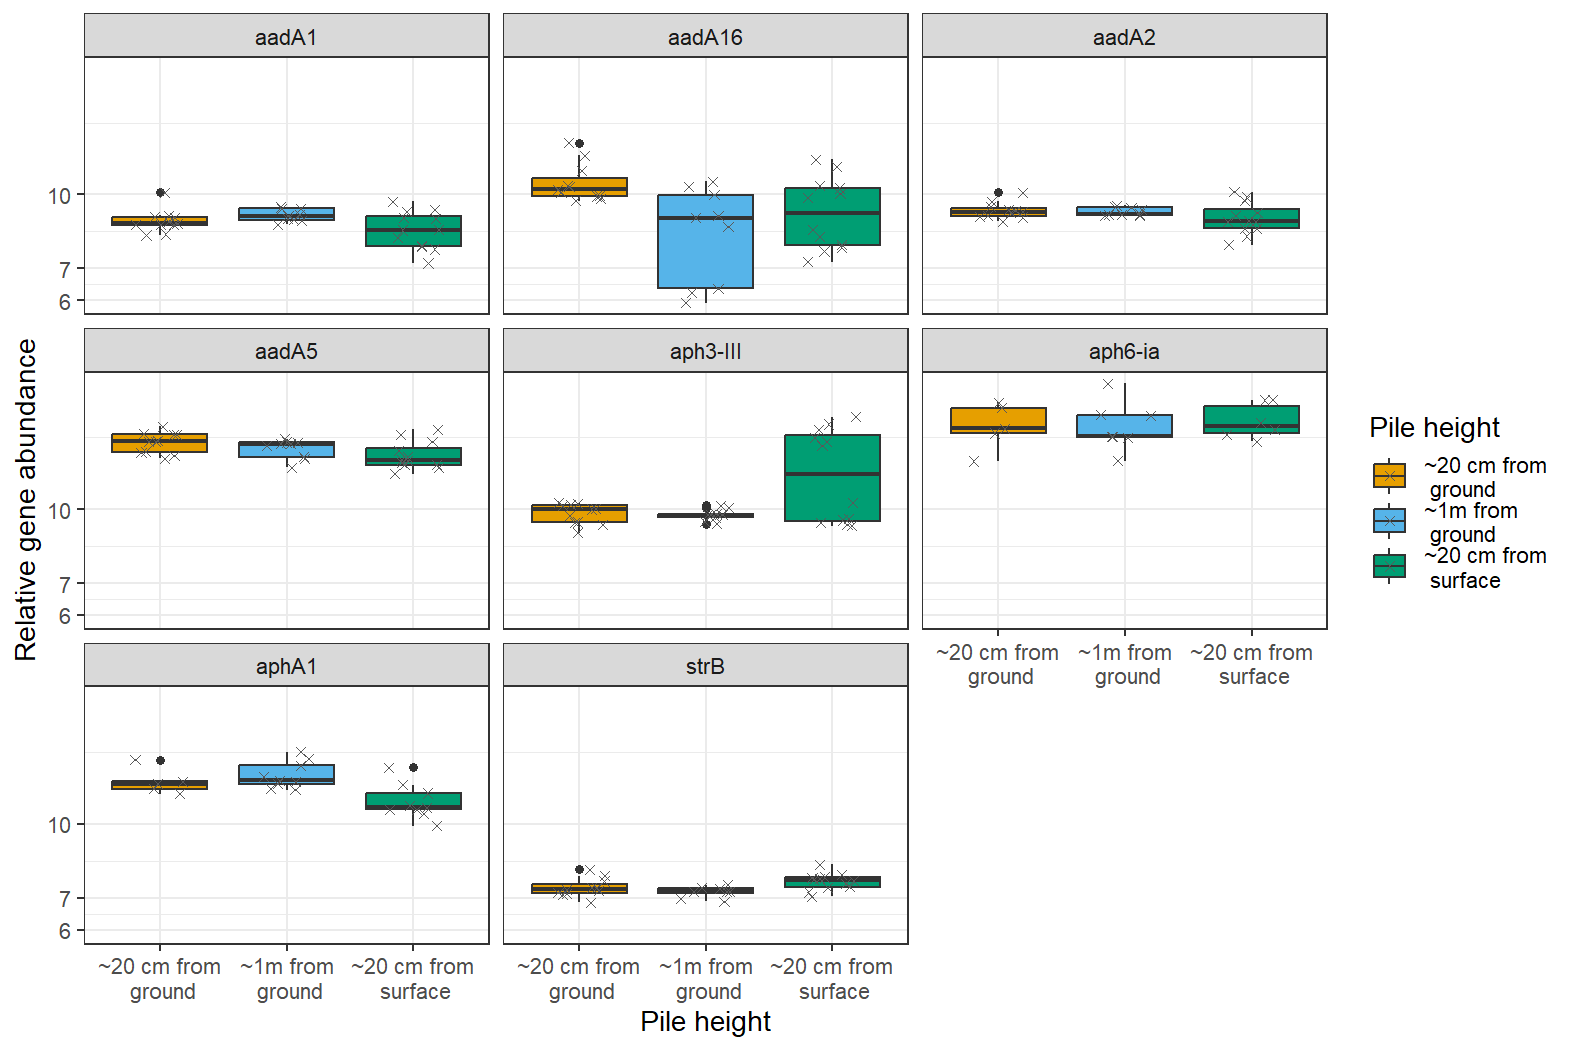 aadA1
aadA16
aadA2
10
7
6
aadA5
aph3-III
aph6-ia
10
7
6
~20 cm from
ground
~1m from
ground
~20 cm from
surface
aphA1
strB
10
7
6
~20 cm from
ground
~1m from
ground
~20 cm from
surface
~20 cm from
ground
~1m from
ground
~20 cm from
surface
Pile height
Relative gene abundance
Pile height
~20 cm from
ground
~1m from
ground
~20 cm from
surface